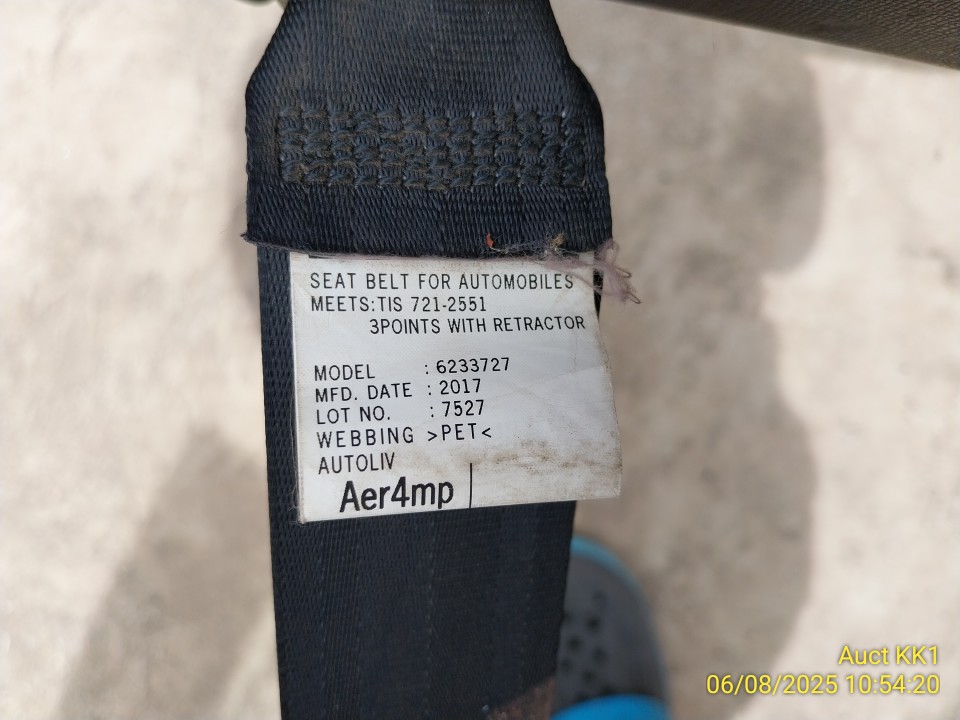 SEAT BELT FOR AUTOMOBILES
MEETS:TIS 721-2551
3POINTS WITH RETRACTOR
MODEL : 6233727
MFD. DATE : 2017
LOT NO. : 7527
WEBBING >PET<
AUTOLIV
Aer4mp
Auct KK1
06/08/2025 10:54:20